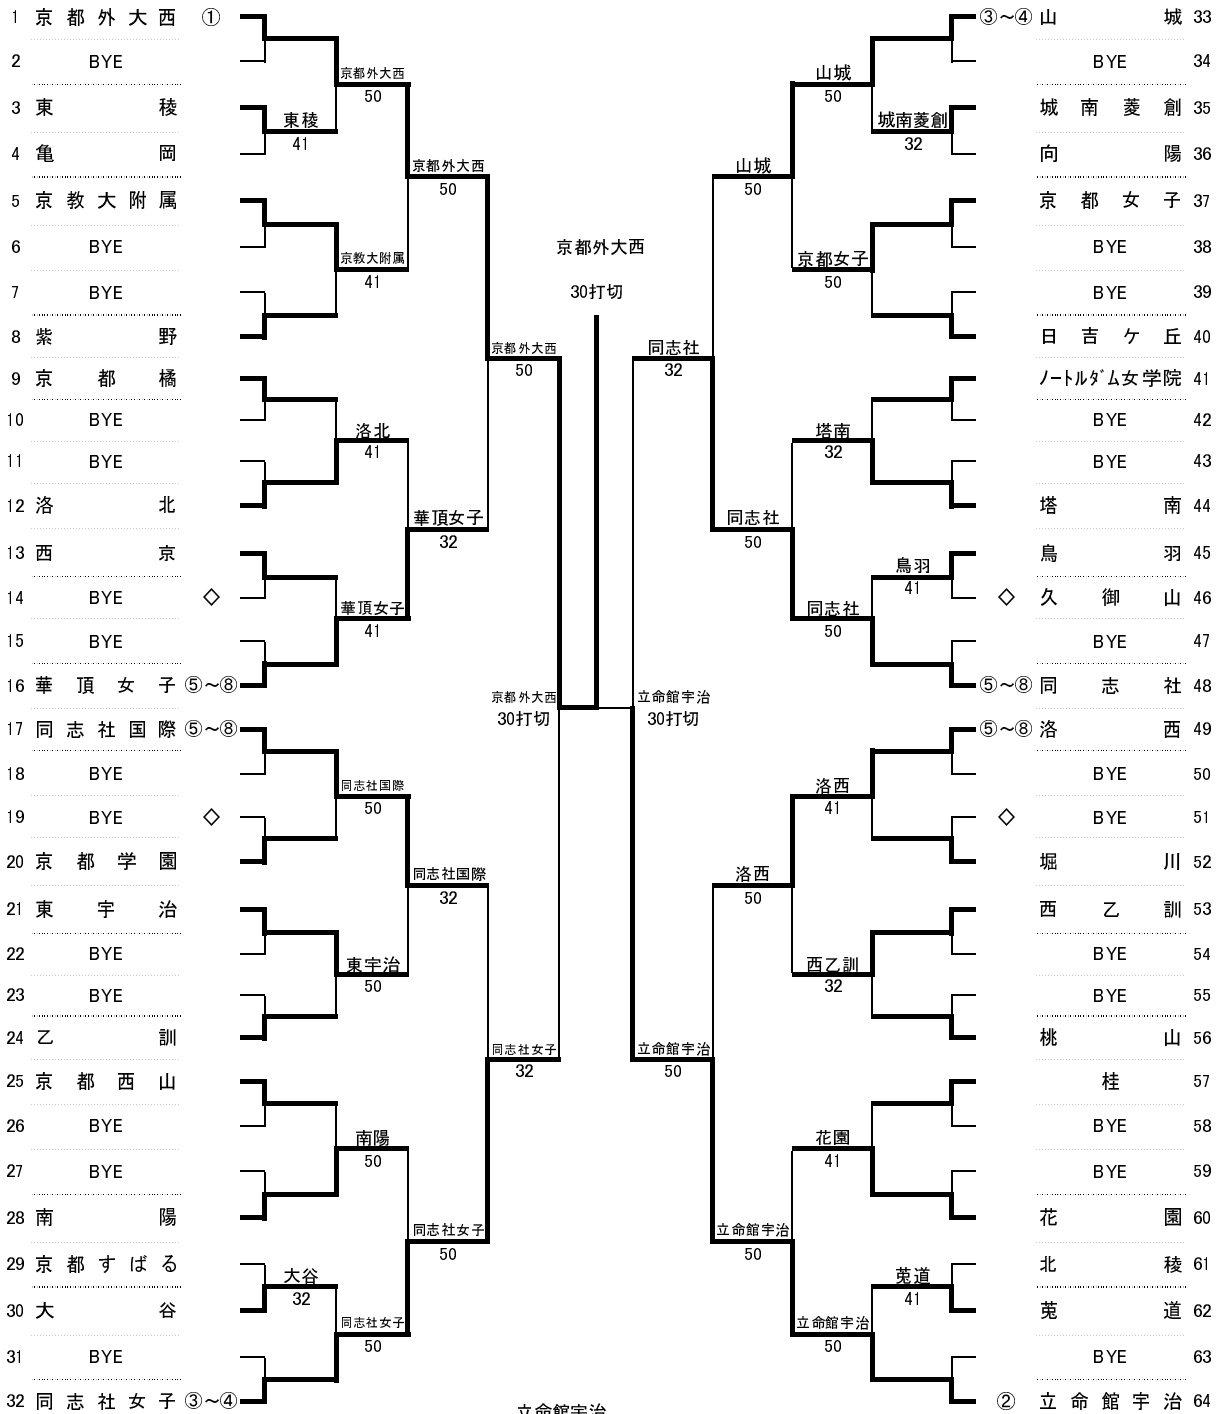 1 京都外大西 ①
2 BYE
3 東稜
4 亀岡
5 京教大附属
6 BYE
7 BYE
8 紫野
9 京都橘
10 BYE
11 BYE
12 洛北
13 西京
14 BYE ◇
15 BYE
16 華頂女子 ⑤~⑧
17 同志社国際 ⑤~⑧
18 BYE
19 BYE ◇
20 京都学園
21 東宇治
22 BYE
23 BYE
24 乙訓
25 京都西山
26 BYE
27 BYE
28 南陽
29 京都すばる
30 大谷
31 BYE
32 同志社女子 ③~④
東稜
41
大谷
32
京都外大西
50
京教大附属
41
洛北
41
華頂女子
41
同志社国際
50
東宇治
50
南陽
50
同志社女子
50
京都外大西
50
華頂女子
32
同志社国際
32
同志社女子
50
京都外大西
50
同志社女子
32
京都外大西
30打切
京都外大西
30打切
立命館宇治
30打切
同志社
32
立命館宇治
50
山城
50
同志社
50
洛西
50
立命館宇治
50
山城
50
京都女子
50
塔南
32
同志社
50
洛西
41
西乙訓
32
花園
41
立命館宇治
50
城南菱創
32
鳥羽
41
莵道
41
③~④ 山城 33
BYE 34
城南菱創 35
向陽 36
京都女子 37
BYE 38
BYE 39
日吉ケ丘 40
ノートルダム女学院 41
BYE 42
BYE 43
塔南 44
鳥羽 45
◇ 久御山 46
BYE 47
⑤~⑧ 同志社 48
⑤~⑧ 洛西 49
BYE 50
◇ BYE 51
堀川 52
西乙訓 53
BYE 54
BYE 55
桃山 56
桂 57
BYE 58
BYE 59
花園 60
北稜 61
莵道 62
BYE 63
② 立命館宇治 64
立命館宇治